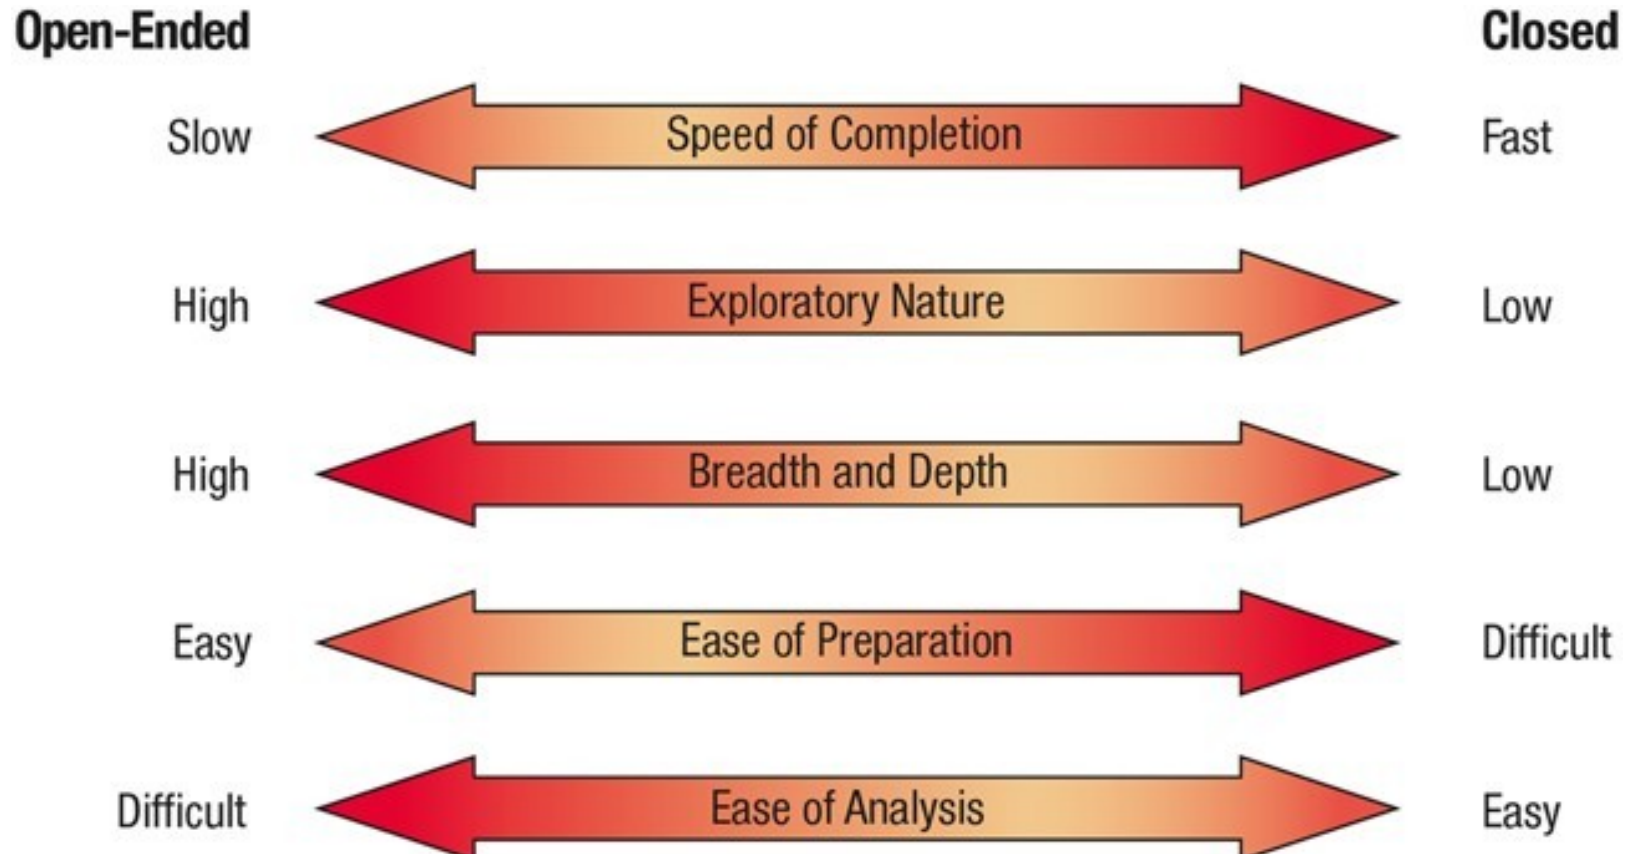 Open-Ended Closed
Slow Speed of Completion Fast
High Exploratory Nature Low
High Breadth and Depth Low
Easy Ease of Preparation Difficult
Difficult Ease of Analysis Easy